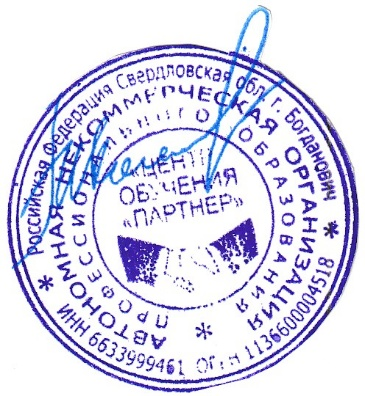 Российская Федерация Свердловская обл. г. Богданович
* ИНН 6633999461 ОГРН 1136600004518 *
АВТОНОМНАЯ НЕКОММЕРЧЕСКАЯ ОРГАНИЗАЦИЯ
* ПРОФЕССИОНАЛЬНОГО ОБРАЗОВАНИЯ
«ЦЕНТР
ОБУЧЕНИЯ
«ПАРТНЕР»